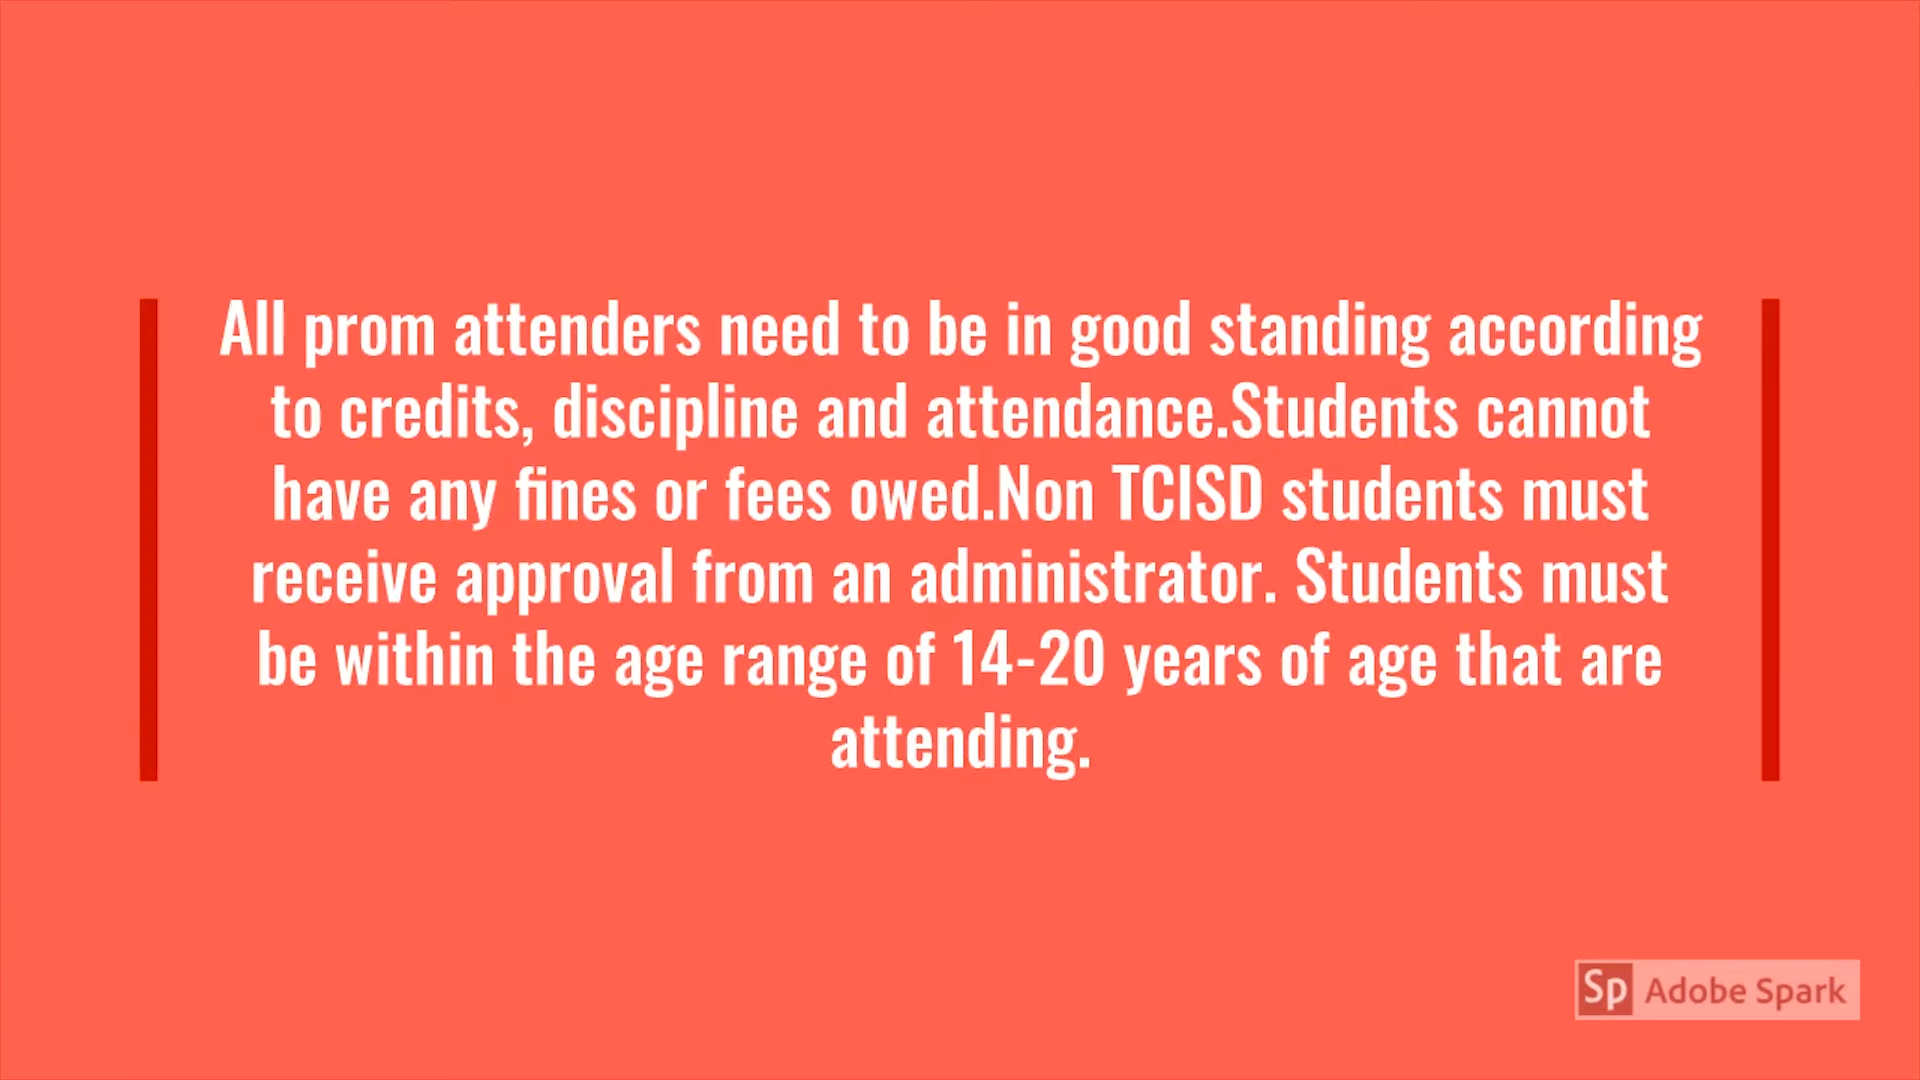 All prom attenders need to be in good standing according
to credits, discipline and attendance.Students cannot
have any fines or fees owed.Non TCISD students must
receive approval from an administrator. Students must
be within the age range of 14-20 years of age that are
attending.
Sp Adobe Spark